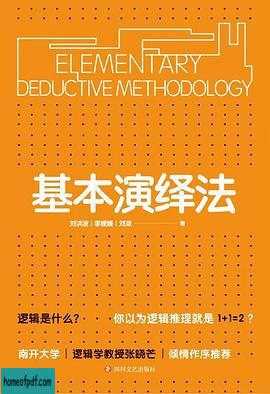 ELEMENTARY
DEDUCTIVE METHODOLOGY
基本演绎法
刘洪波 | 李媛媛 | 刘潋 著
逻辑是什么? 你以为逻辑推理就是 1+1=2 ?
南开大学 | 逻辑学教授张晓芒 | 倾情作序推荐
四川文艺出版社
homeofpdf.com